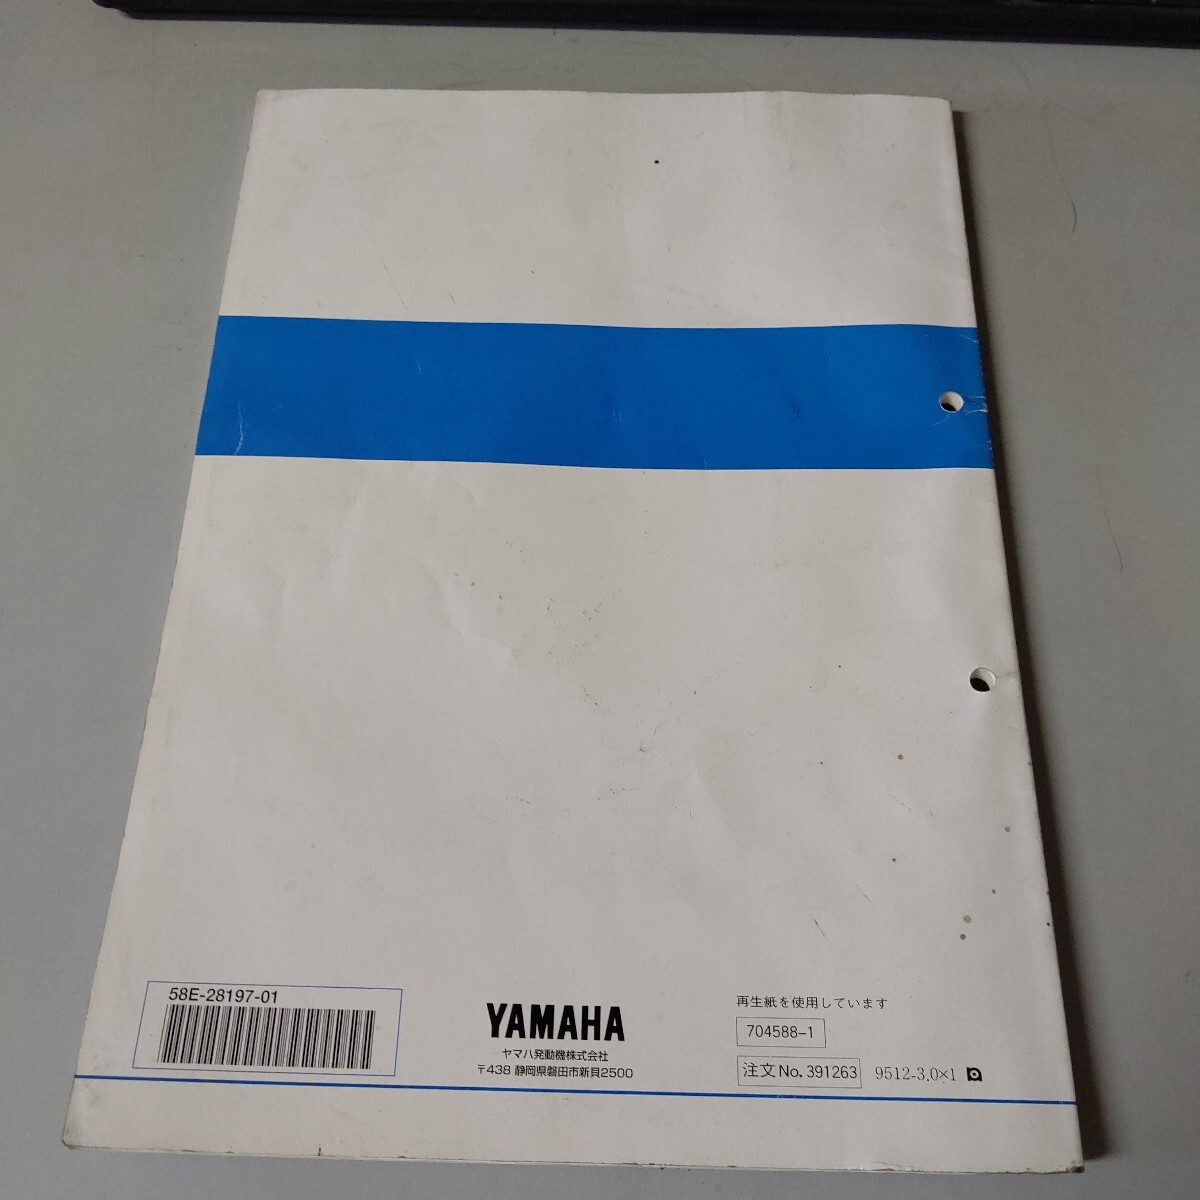 58E-28197-01
YAMAHA
ヤマハ発動機株式会社
〒438 静岡県磐田市新貝2500
再生紙を使用しています
704588-1
注文No. 391263
9512-3.0×1